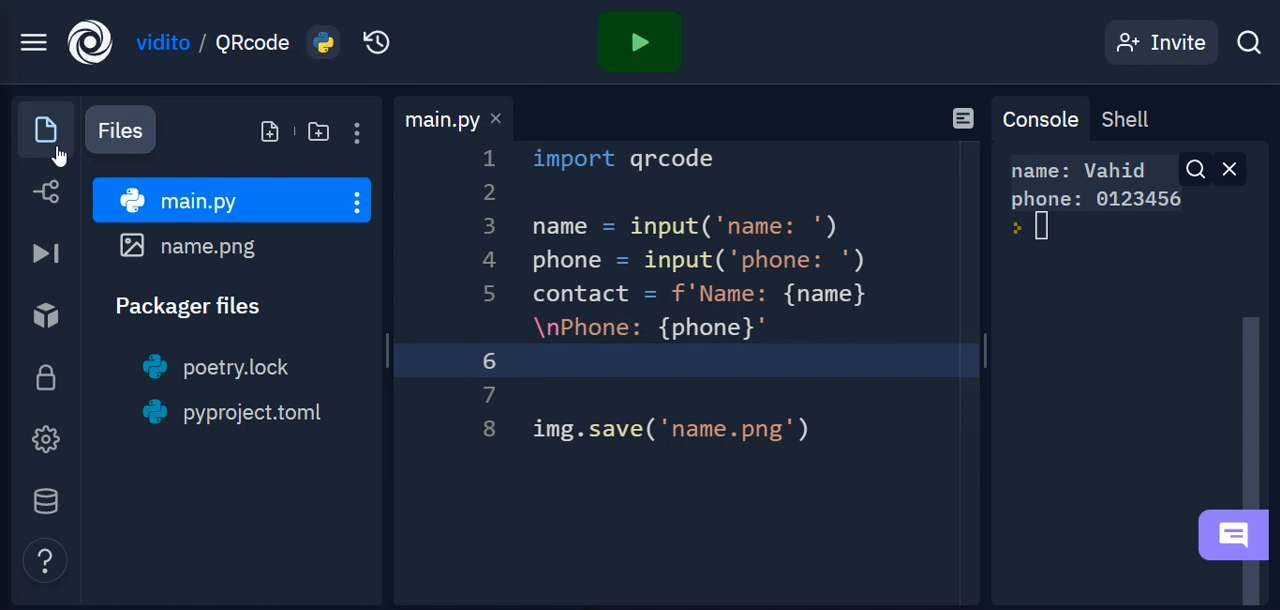 vidito / QRcode
Invite
Files
main.py
name.png
Packager files
poetry.lock
pyproject.toml
main.py
1 import qrcode
2
3 name = input('name: ')
4 phone = input('phone: ')
5 contact = f'Name: {name}
\nPhone: {phone}'
6
7
8 img.save('name.png')
Console Shell
name: Vahid
phone: 0123456